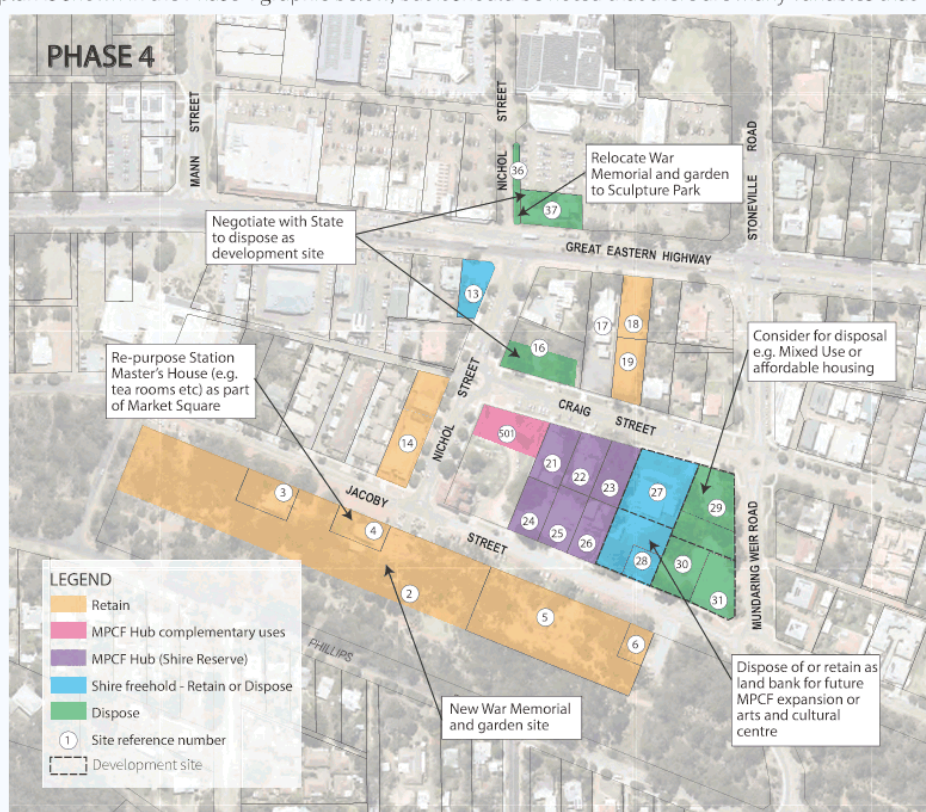 PHASE 4
MANN STREET
NICHOL STREET
STONEVILLE ROAD
36
Relocate War
Memorial and garden
to Sculpture Park
37
Negotiate with State
to dispose as
development site
GREAT EASTERN HIGHWAY
13
16
17
18
19
Consider for disposal
e.g. Mixed Use or
affordable housing
Re-purpose Station
Master's House (e.g.
tea rooms etc) as part
of Market Square
NICHOL STREET
CRAIG STREET
14
501
21
22
23
24
25
26
27
28
29
30
31
JACOBY STREET
MUNDARING WEIR ROAD
3
4
2
5
6
PHILLIPS
New War Memorial
and garden site
Dispose of or retain as
land bank for future
MPCF expansion or
arts and cultural
centre
LEGEND
Retain
MPCF Hub complementary uses
MPCF Hub (Shire Reserve)
Shire freehold - Retain or Dispose
Dispose
1 Site reference number
Development site